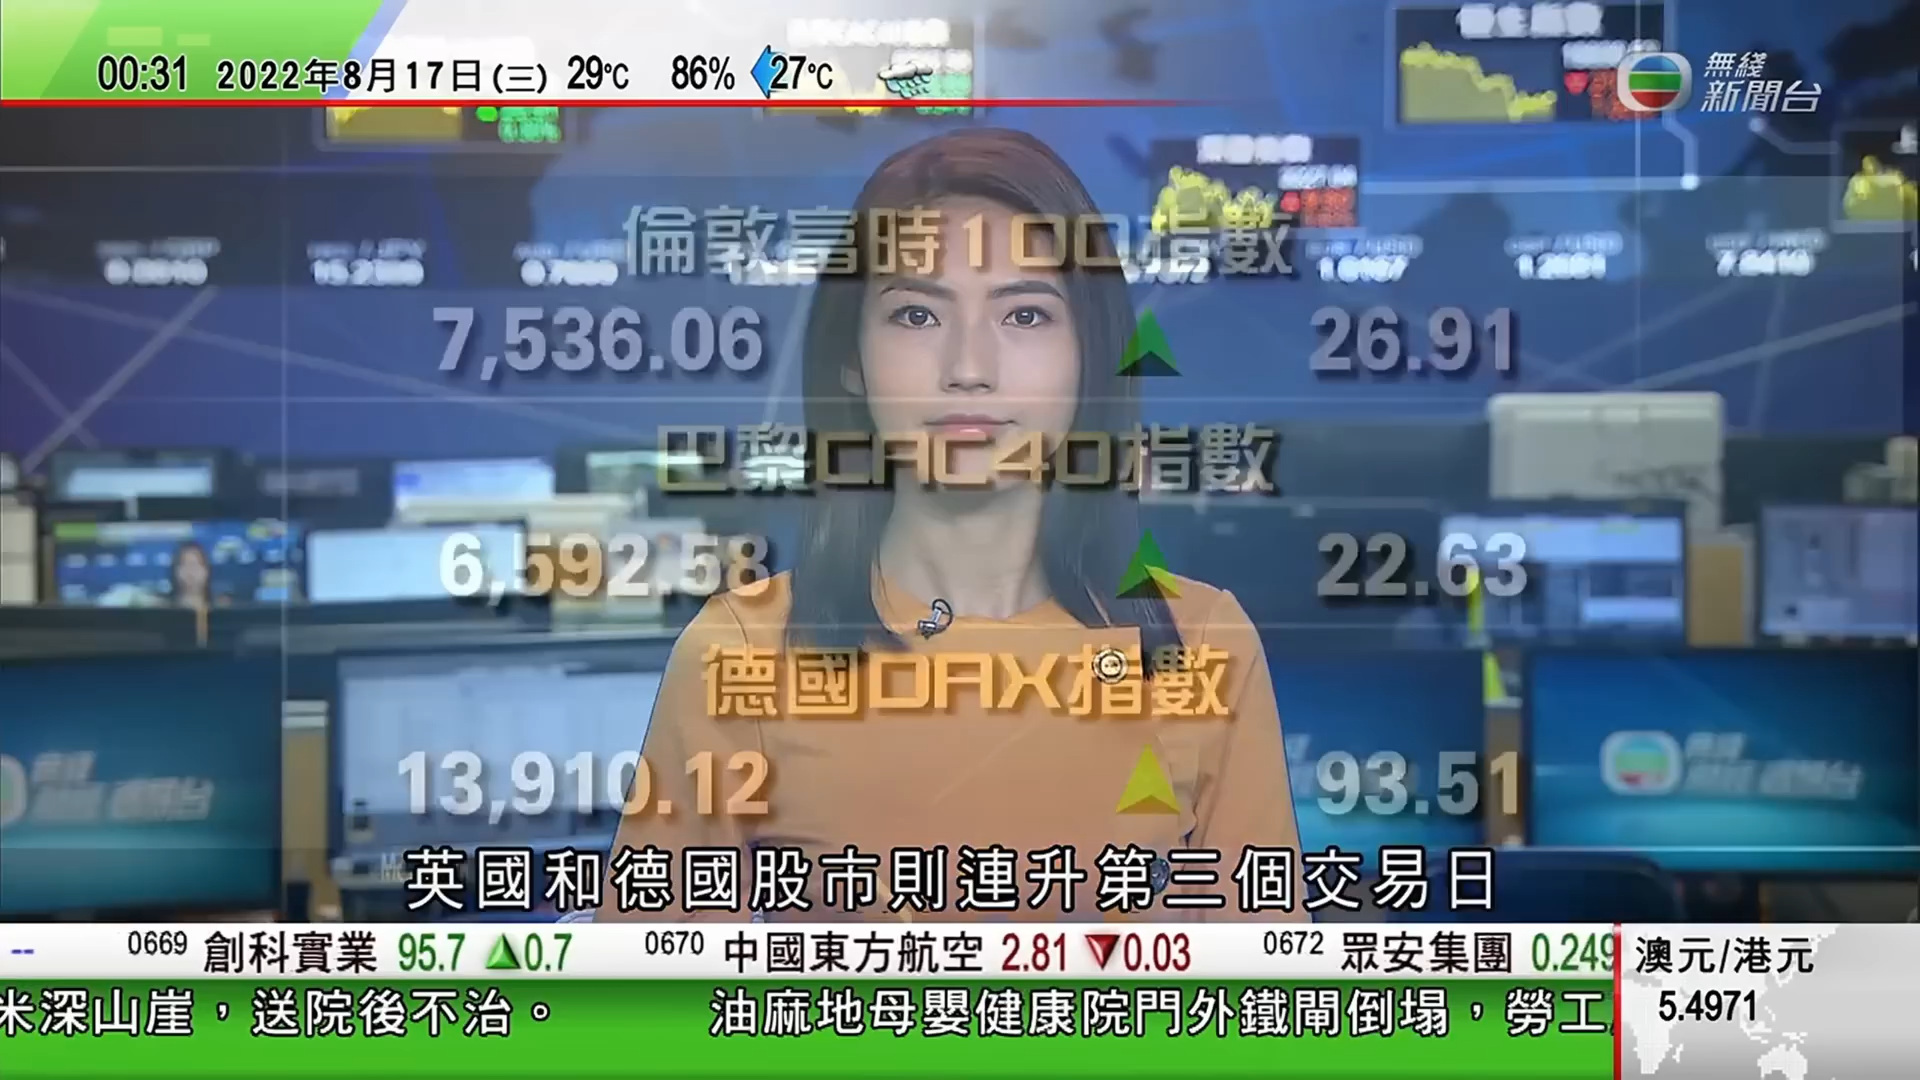 00:31 2022年8月17日(三) 29℃ 86% 27℃
無綫
新聞台
倫敦富時100指數
7,536.06 ▲ 26.91
巴黎CAC40指數
6,592.58 ▲ 22.63
德國DAX指數
13,910.12 ▲ 93.51
英國和德國股市則連升第三個交易日
-- 0669 創科實業 95.7 ▲0.7 0670 中國東方航空 2.81 ▼0.03 0672 眾安集團 0.249
澳元/港元
5.4971
米深山崖，送院後不治。 油麻地母嬰健康院門外鐵閘倒塌，勞工